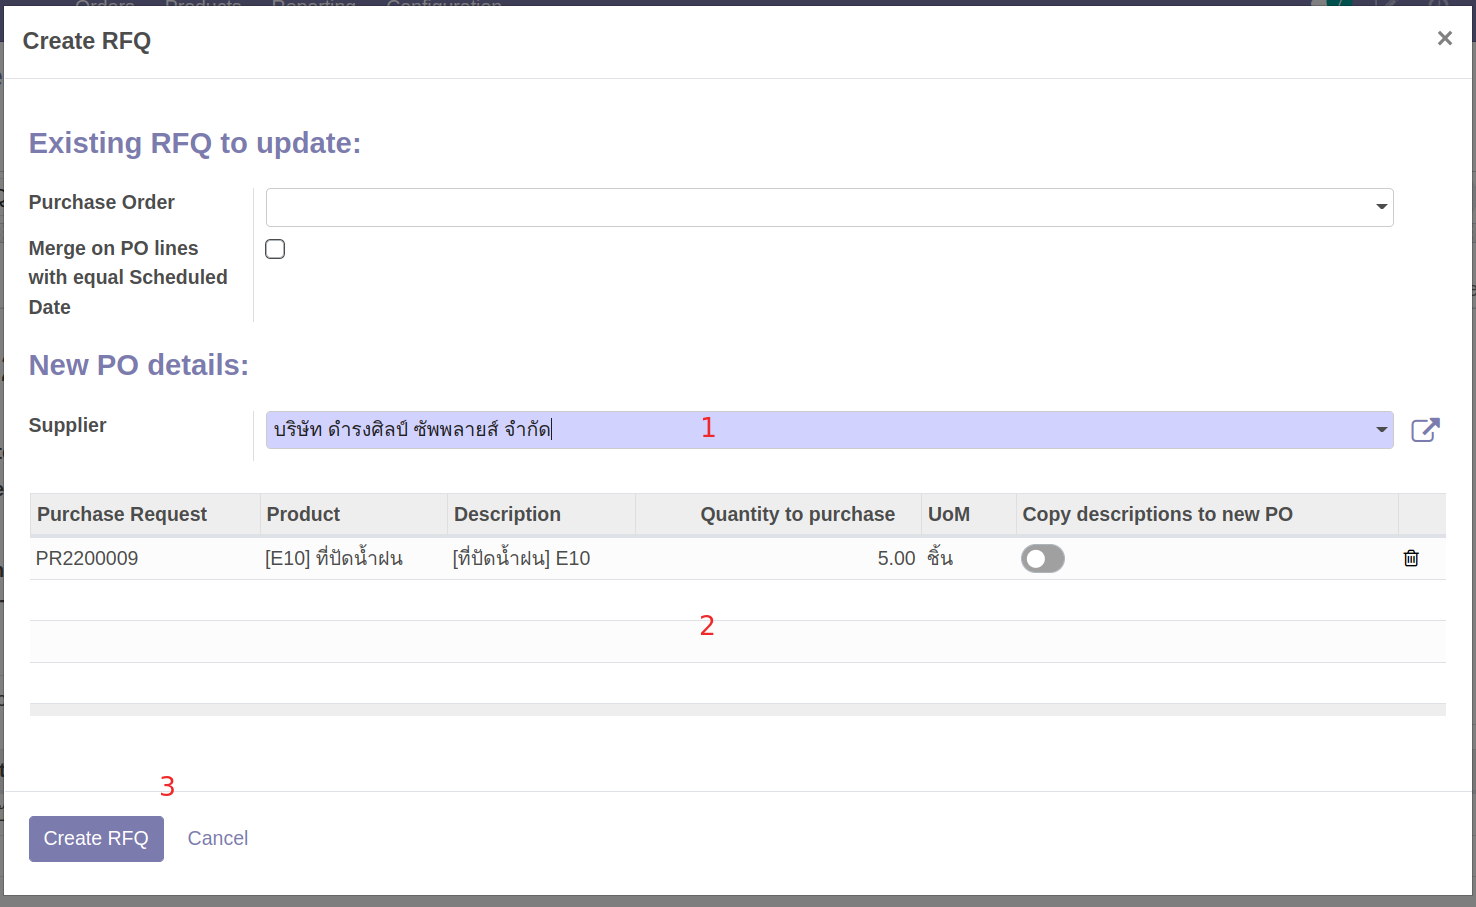 Orders Products Reporting Configuration
Create RFQ
Existing RFQ to update:
Purchase Order
Merge on PO lines
with equal Scheduled
Date
New PO details:
Supplier
บริษัท ดำรงศิลป์ ซัพพลายส์ จำกัด
1
Purchase Request Product Description Quantity to purchase UoM Copy descriptions to new PO
PR2200009 [E10] ที่ปัดน้ำฝน [ที่ปัดน้ำฝน] E10 5.00 ชิ้น
2
3
Create RFQ Cancel